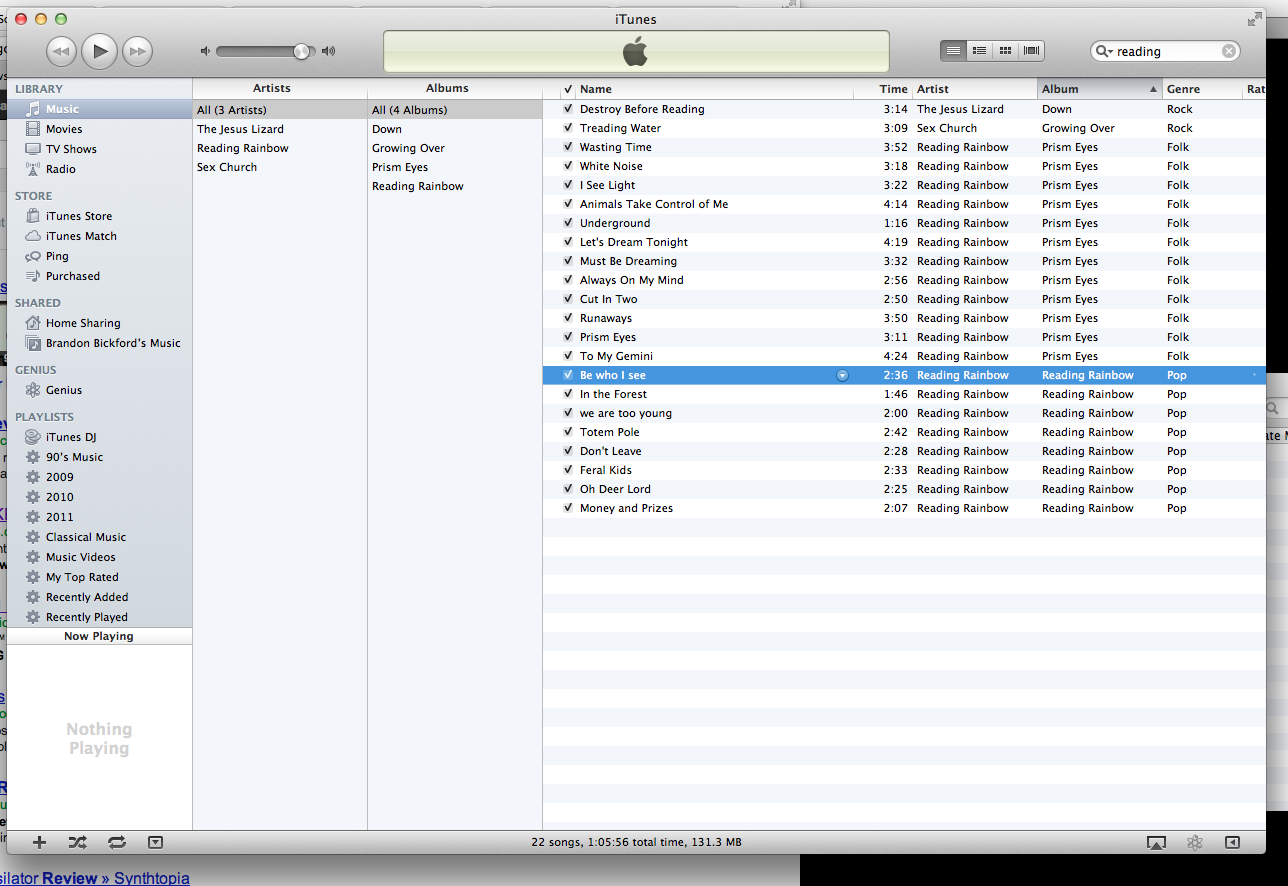 iTunes
reading
LIBRARY
Music
Movies
TV Shows
Radio
STORE
iTunes Store
iTunes Match
Ping
Purchased
SHARED
Home Sharing
Brandon Bickford's Music
GENIUS
Genius
PLAYLISTS
iTunes DJ
90's Music
2009
2010
2011
Classical Music
Music Videos
My Top Rated
Recently Added
Recently Played
Now Playing
Nothing
Playing
Artists
All (3 Artists)
The Jesus Lizard
Reading Rainbow
Sex Church
Albums
All (4 Albums)
Down
Growing Over
Prism Eyes
Reading Rainbow
✓ Name Time Artist Album Genre Rat
Destroy Before Reading 3:14 The Jesus Lizard Down Rock
Treading Water 3:09 Sex Church Growing Over Rock
Wasting Time 3:52 Reading Rainbow Prism Eyes Folk
White Noise 3:18 Reading Rainbow Prism Eyes Folk
I See Light 3:22 Reading Rainbow Prism Eyes Folk
Animals Take Control of Me 4:14 Reading Rainbow Prism Eyes Folk
Underground 1:16 Reading Rainbow Prism Eyes Folk
Let's Dream Tonight 4:19 Reading Rainbow Prism Eyes Folk
Must Be Dreaming 3:32 Reading Rainbow Prism Eyes Folk
Always On My Mind 2:56 Reading Rainbow Prism Eyes Folk
Cut In Two 2:50 Reading Rainbow Prism Eyes Folk
Runaways 3:50 Reading Rainbow Prism Eyes Folk
Prism Eyes 3:11 Reading Rainbow Prism Eyes Folk
To My Gemini 4:24 Reading Rainbow Prism Eyes Folk
Be who I see 2:36 Reading Rainbow Reading Rainbow Pop
In the Forest 1:46 Reading Rainbow Reading Rainbow Pop
we are too young 2:00 Reading Rainbow Reading Rainbow Pop
Totem Pole 2:42 Reading Rainbow Reading Rainbow Pop
Don't Leave 2:28 Reading Rainbow Reading Rainbow Pop
Feral Kids 2:33 Reading Rainbow Reading Rainbow Pop
Oh Deer Lord 2:25 Reading Rainbow Reading Rainbow Pop
Money and Prizes 2:07 Reading Rainbow Reading Rainbow Pop
22 songs, 1:05:56 total time, 131.3 MB
silator Review » Synthtopia